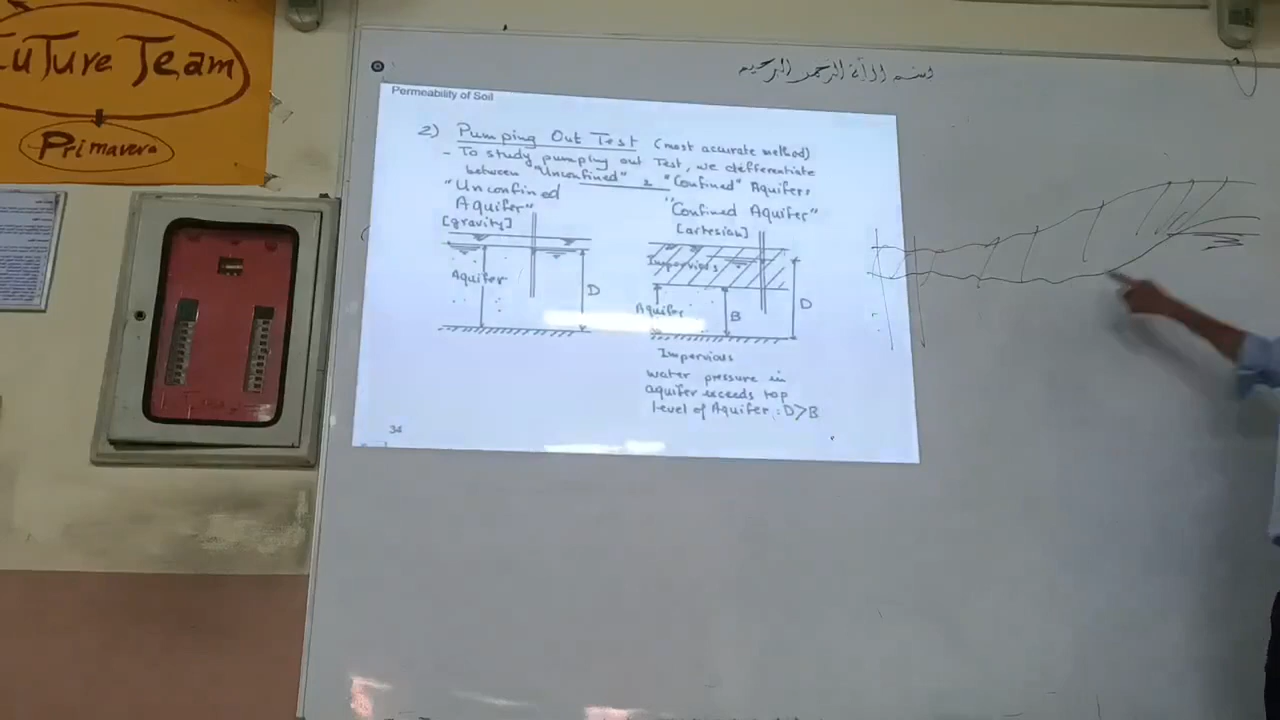 FuTure Team
Primavera
بسم الله الرحمن الرحيم
Permeability of Soil
2) Pumping Out Test (most accurate method)
- To study pumping out Test, we defferentiate
between "Unconfined" & "Confined" Aquifers
"Unconfined
Aquifer"
[gravity]
Aquifer
D
"Confined Aquifer"
[artesian]
Impervious
Aquifer
B
D
Impervious
water pressure in
aquifer exceeds top
level of Aquifer : D>B
34